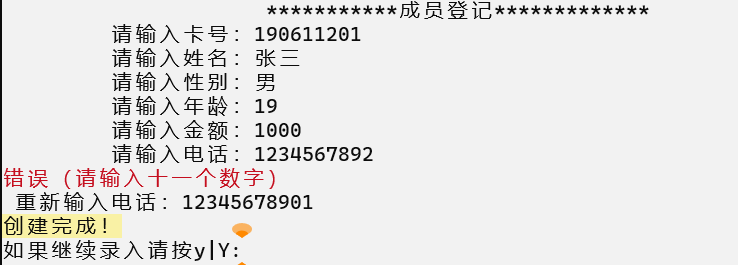 ***********成员登记*************
请输入卡号：190611201
请输入姓名：张三
请输入性别：男
请输入年龄：19
请输入金额：1000
请输入电话：1234567892
错误（请输入十一个数字）
重新输入电话：12345678901
创建完成！
如果继续录入请按y|Y: